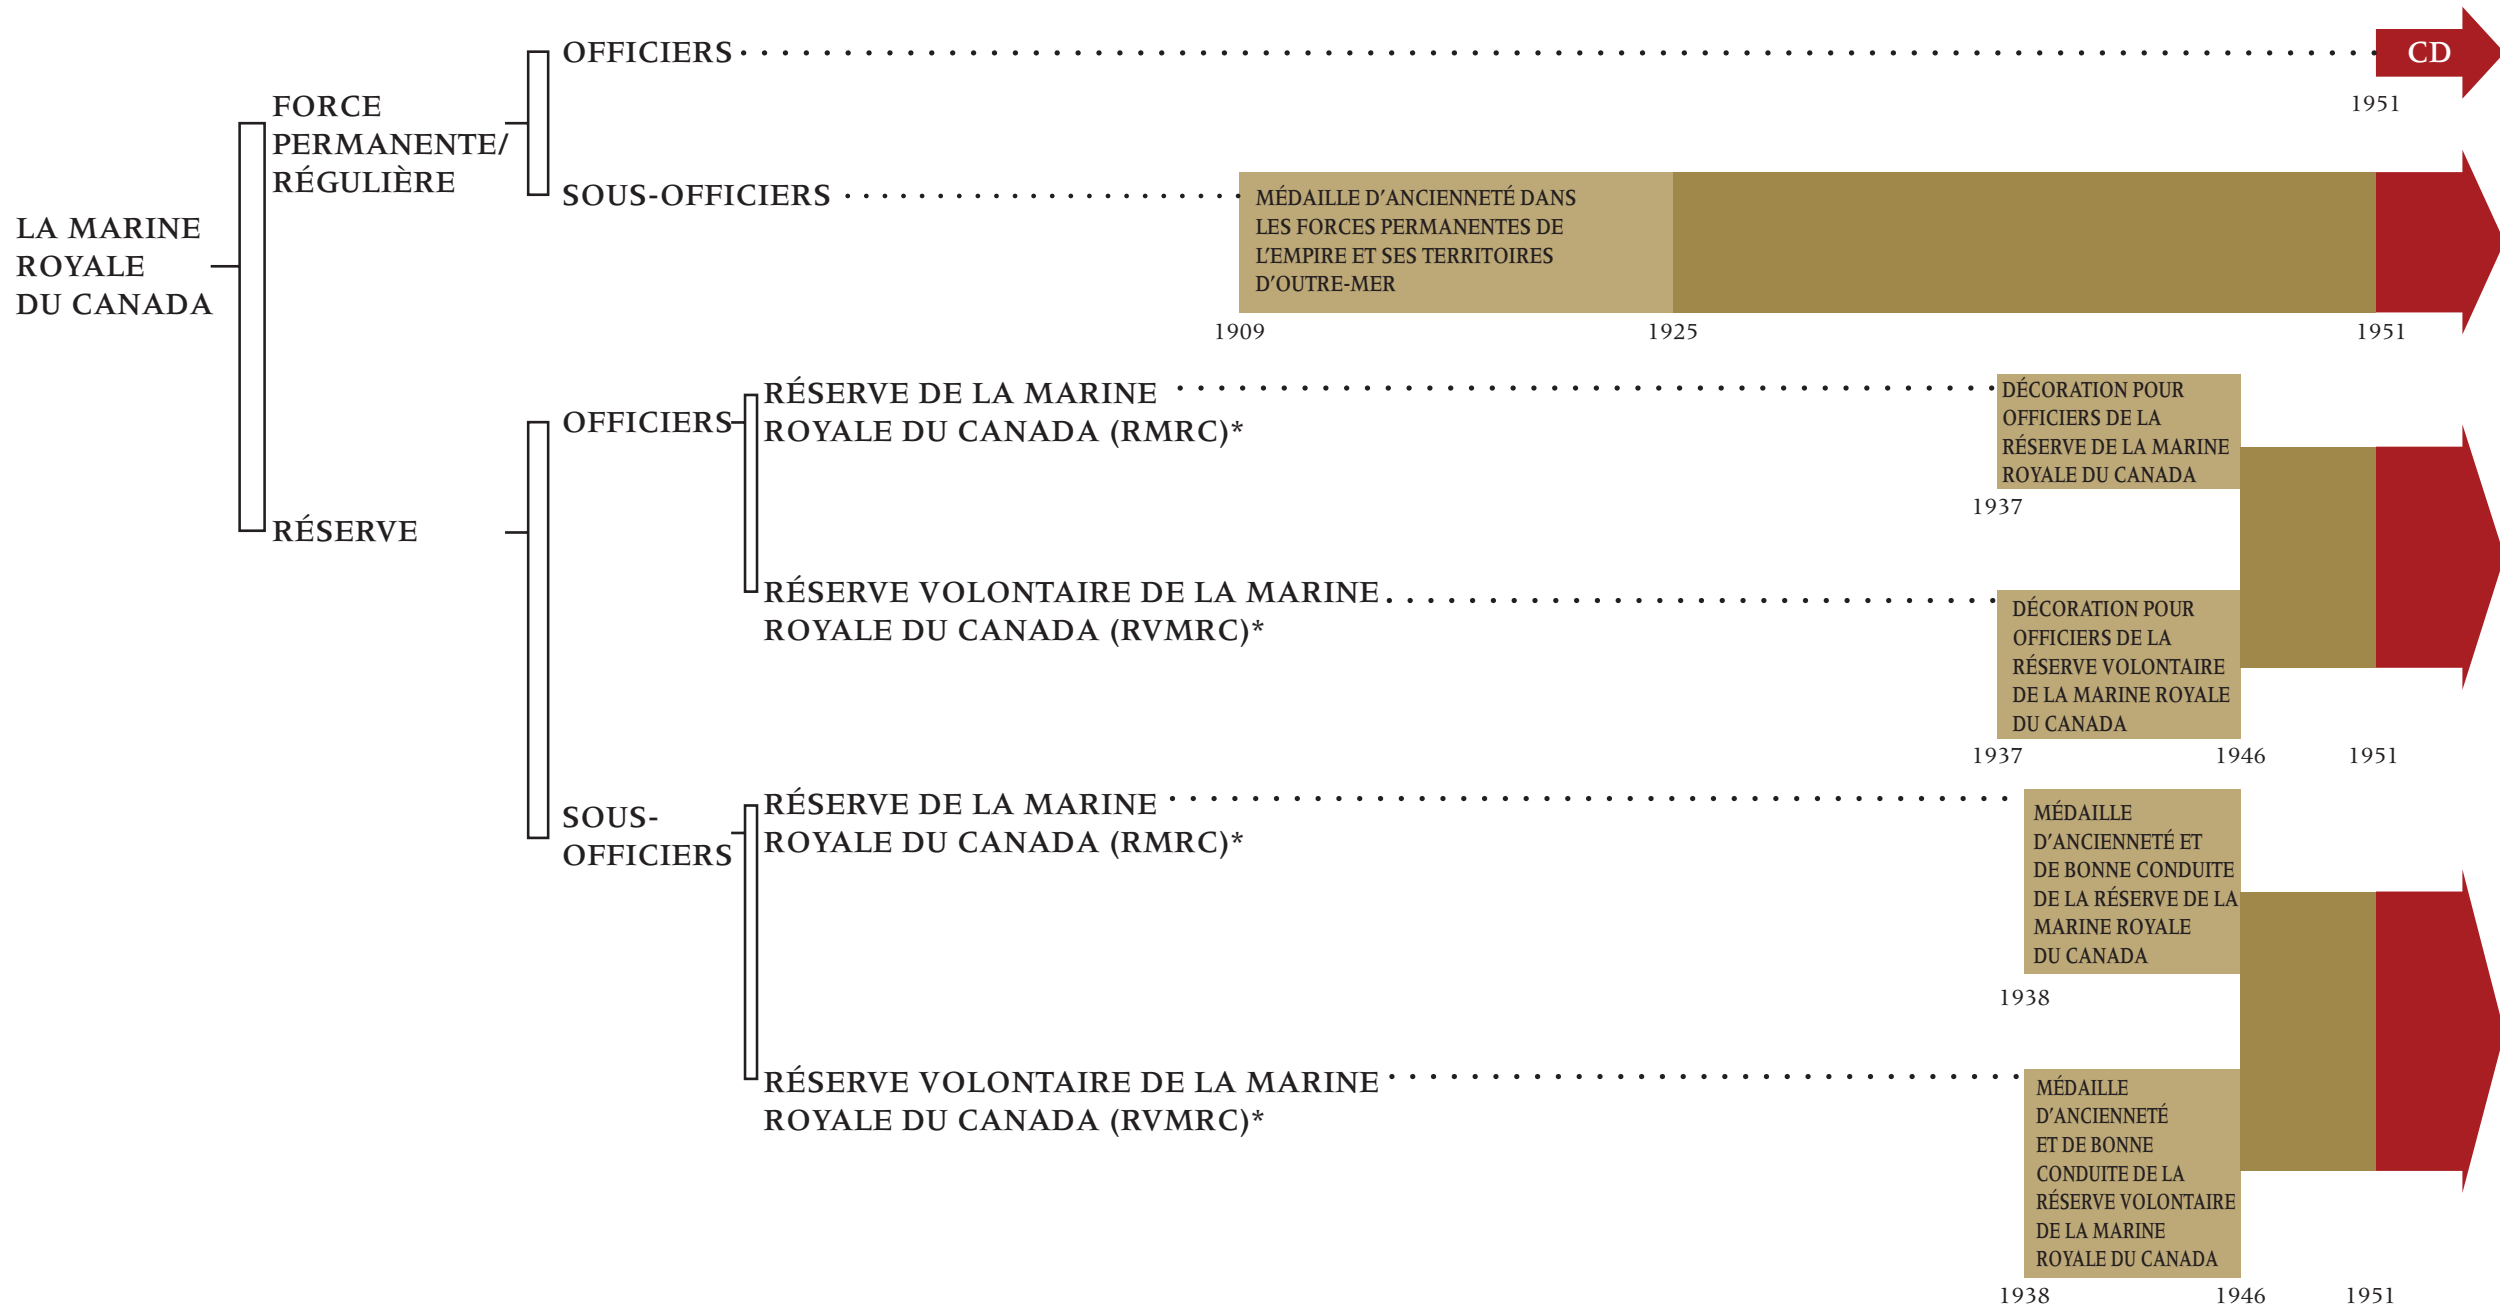 LA MARINE
ROYALE
DU CANADA
FORCE
PERMANENTE/
RÉGULIÈRE
OFFICIERS
CD
1951
SOUS-OFFICIERS
MÉDAILLE D'ANCIENNETÉ DANS
LES FORCES PERMANENTES DE
L'EMPIRE ET SES TERRITOIRES
D'OUTRE-MER
1909
1925
1951
RÉSERVE
OFFICIERS
RÉSERVE DE LA MARINE
ROYALE DU CANADA (RMRC)*
DÉCORATION POUR
OFFICIERS DE LA
RÉSERVE DE LA MARINE
ROYALE DU CANADA
1937
RÉSERVE VOLONTAIRE DE LA MARINE
ROYALE DU CANADA (RVMRC)*
DÉCORATION POUR
OFFICIERS DE LA
RÉSERVE VOLONTAIRE
DE LA MARINE ROYALE
DU CANADA
1937
1946
1951
SOUS-
OFFICIERS
RÉSERVE DE LA MARINE
ROYALE DU CANADA (RMRC)*
MÉDAILLE
D'ANCIENNETÉ ET
DE BONNE CONDUITE
DE LA RÉSERVE DE LA
MARINE ROYALE
DU CANADA
1938
RÉSERVE VOLONTAIRE DE LA MARINE
ROYALE DU CANADA (RVMRC)*
MÉDAILLE
D'ANCIENNETÉ
ET DE BONNE
CONDUITE DE LA
RÉSERVE VOLONTAIRE
DE LA MARINE
ROYALE DU CANADA
1938
1946
1951